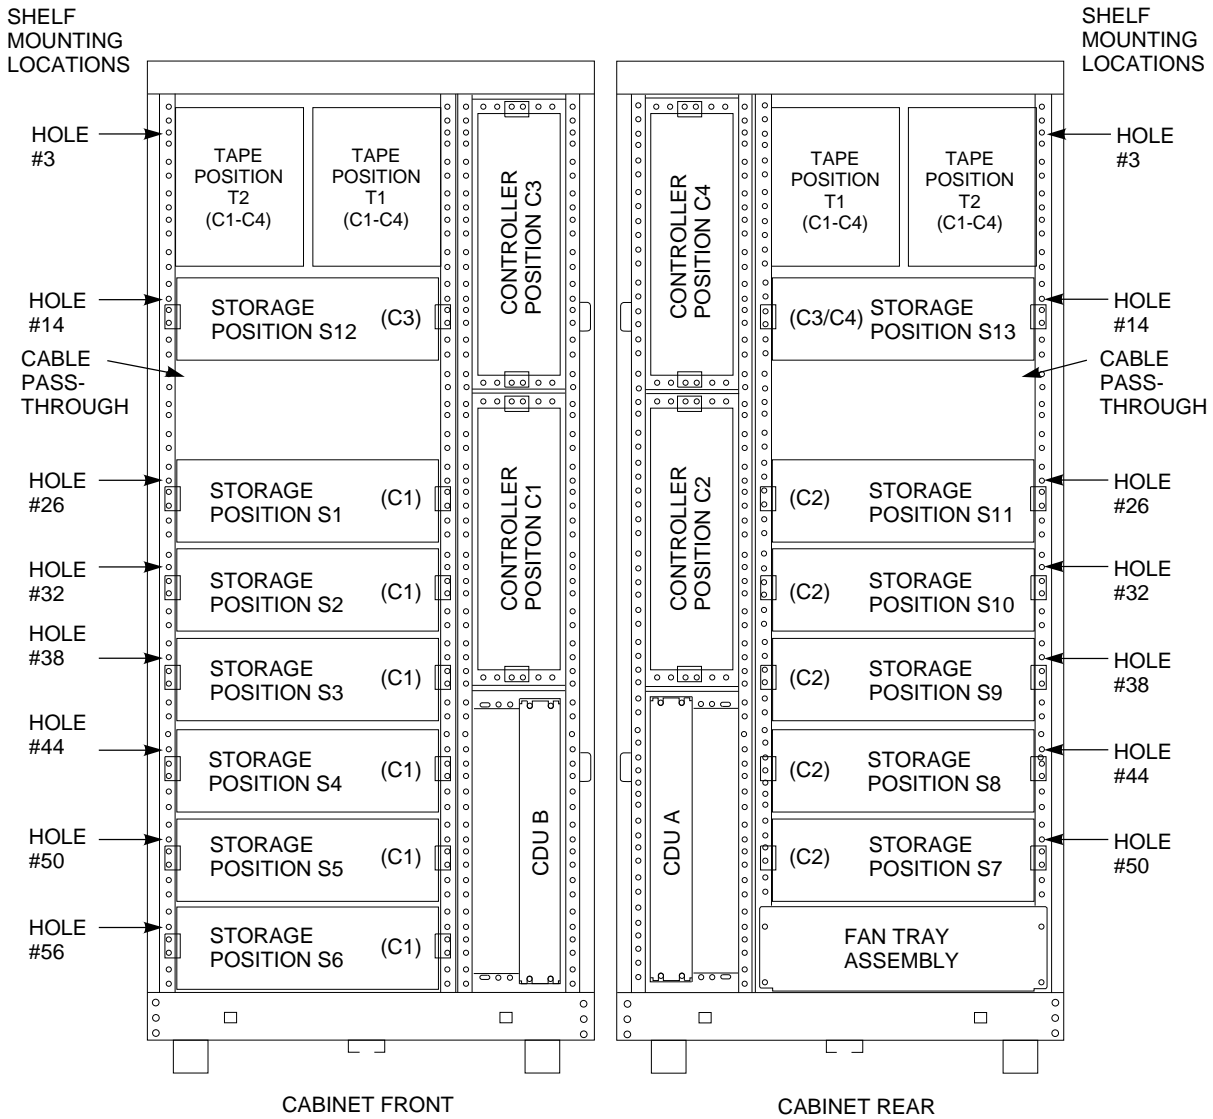 SHELF
MOUNTING
LOCATIONS
HOLE
#3
HOLE
#14
CABLE
PASS-
THROUGH
HOLE
#26
HOLE
#32
HOLE
#38
HOLE
#44
HOLE
#50
HOLE
#56
TAPE
POSITION
T2
(C1-C4)
TAPE
POSITION
T1
(C1-C4)
STORAGE
POSITION S12
(C3)
STORAGE
POSITION S1
(C1)
STORAGE
POSITION S2
(C1)
STORAGE
POSITION S3
(C1)
STORAGE
POSITION S4
(C1)
STORAGE
POSITION S5
(C1)
STORAGE
POSITION S6
(C1)
CONTROLLER
POSITION C3
CONTROLLER
POSITON C1
CDU B
CABINET FRONT
CONTROLLER
POSITION C4
CONTROLLER
POSITION C2
CDU A
TAPE
POSITION
T1
(C1-C4)
TAPE
POSITION
T2
(C1-C4)
(C3/C4)
STORAGE
POSITION S13
(C2)
STORAGE
POSITION S11
(C2)
STORAGE
POSITION S10
(C2)
STORAGE
POSITION S9
(C2)
STORAGE
POSITION S8
(C2)
STORAGE
POSITION S7
FAN TRAY
ASSEMBLY
CABINET REAR
SHELF
MOUNTING
LOCATIONS
HOLE
#3
HOLE
#14
CABLE
PASS-
THROUGH
HOLE
#26
HOLE
#32
HOLE
#38
HOLE
#44
HOLE
#50